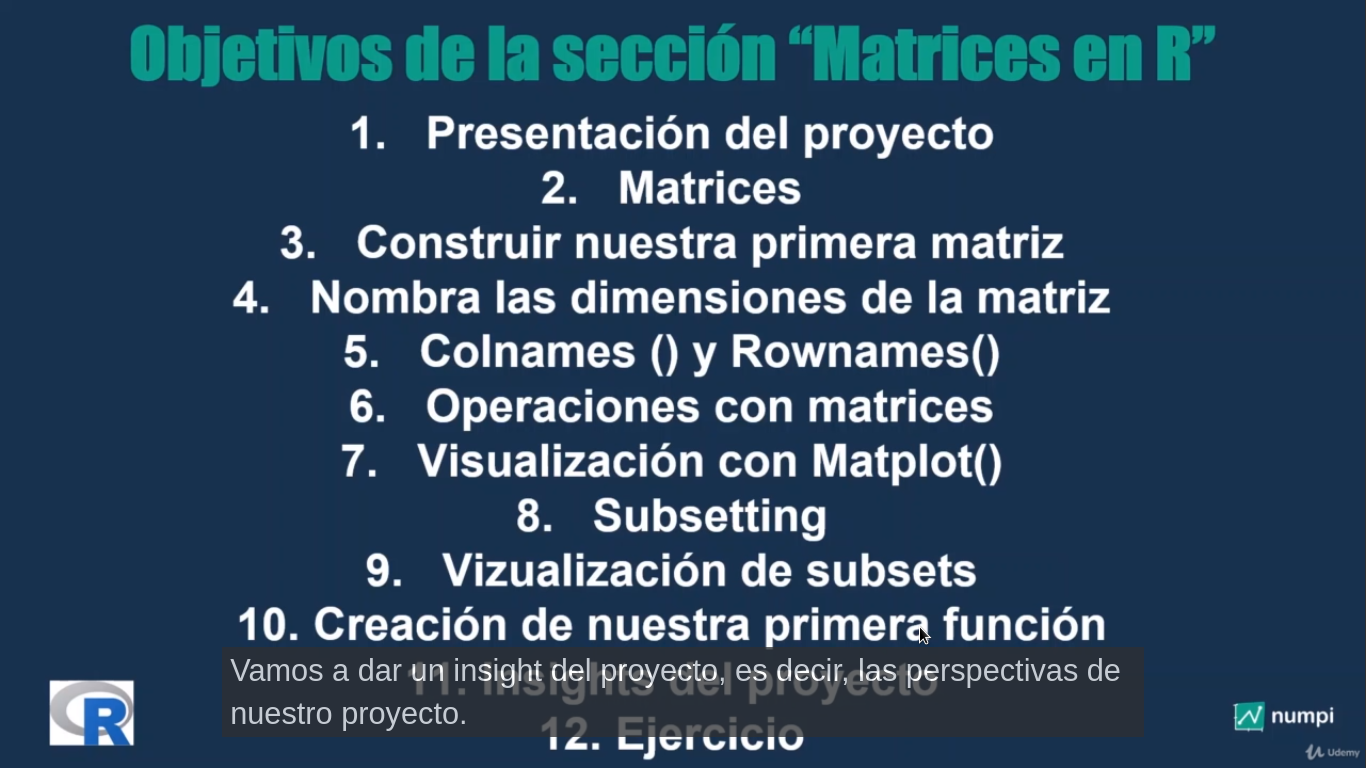 Objetivos de la sección “Matrices en R”
1. Presentación del proyecto
2. Matrices
3. Construir nuestra primera matriz
4. Nombra las dimensiones de la matriz
5. Colnames () y Rownames()
6. Operaciones con matrices
7. Visualización con Matplot()
8. Subsetting
9. Vizualización de subsets
10. Creación de nuestra primera función
11. Insights del proyecto
Vamos a dar un insight del proyecto, es decir, las perspectivas de
nuestro proyecto.
12. Ejercicio
R
numpi
Udemy